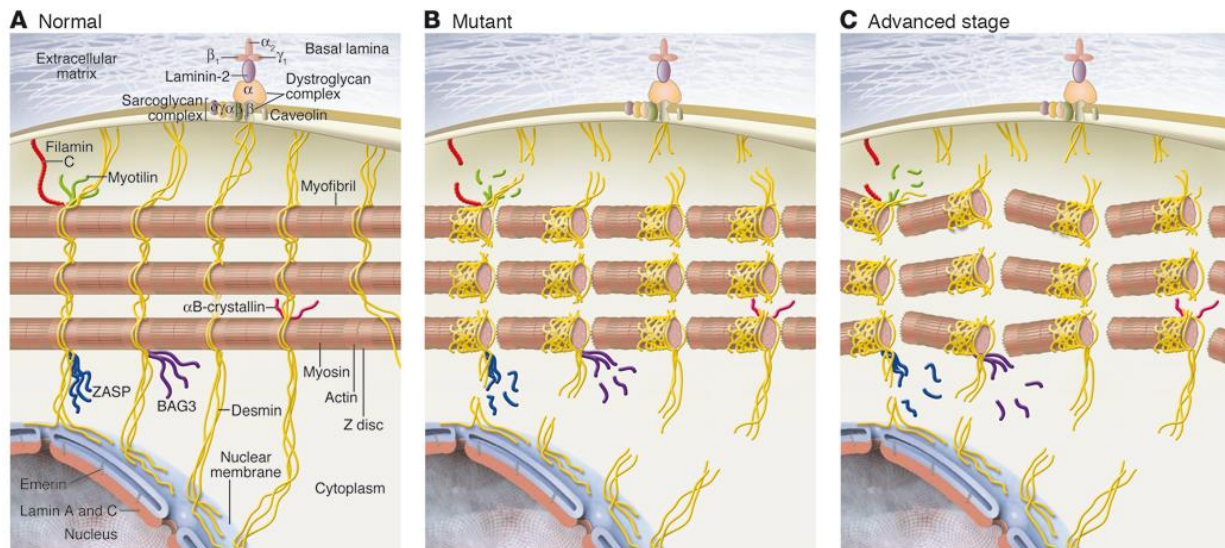 A Normal
B Mutant
C Advanced stage
α2
β1
γ1
Basal lamina
Extracellular
matrix
Laminin-2
α
Dystroglycan
complex
Sarcoglycan
complex
γ α β β
Caveolin
Filamin
C
Myotilin
Myofibril
αB-crystallin
Myosin
Actin
Z disc
ZASP
BAG3
Desmin
Nuclear
membrane
Cytoplasm
Emerin
Lamin A and C
Nucleus